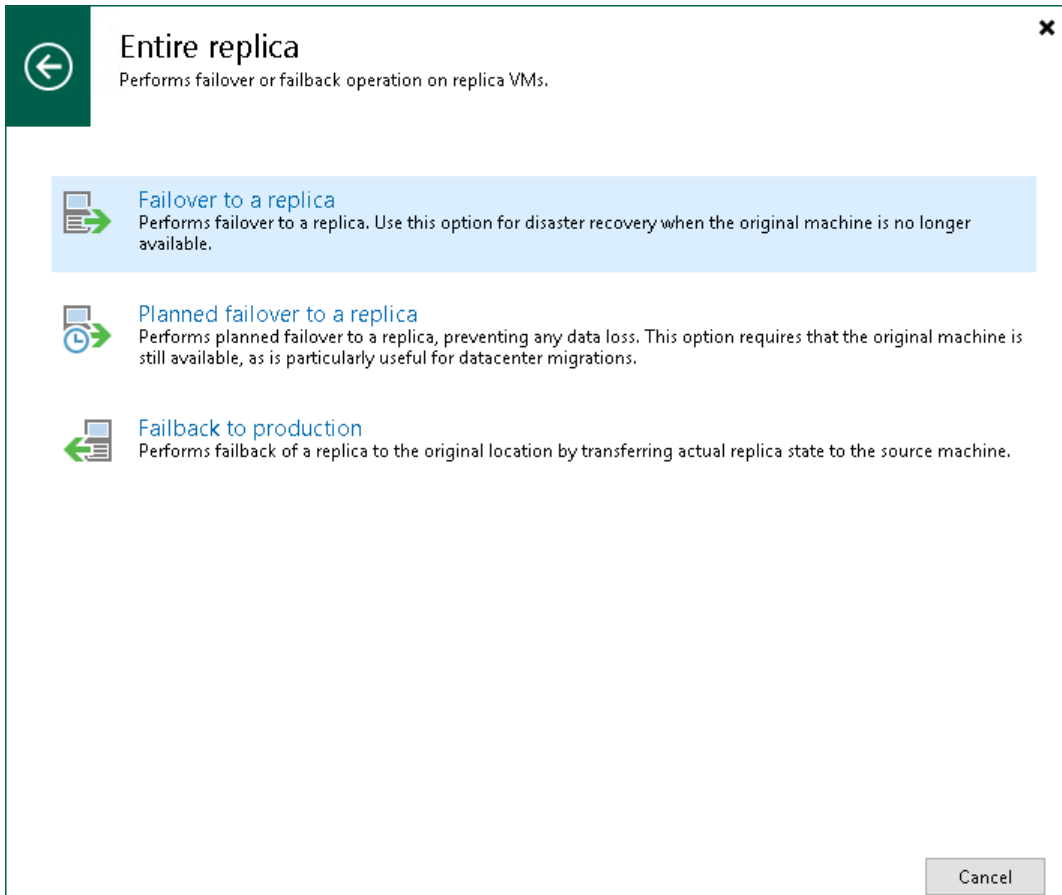 Entire replica
Performs failover or failback operation on replica VMs.
Failover to a replica
Performs failover to a replica. Use this option for disaster recovery when the original machine is no longer
available.
Planned failover to a replica
Performs planned failover to a replica, preventing any data loss. This option requires that the original machine is
still available, as is particularly useful for datacenter migrations.
Failback to production
Performs failback of a replica to the original location by transferring actual replica state to the source machine.
Cancel